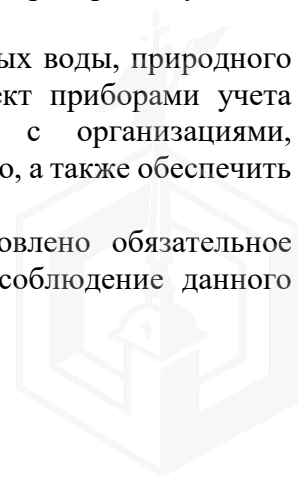 ых воды, природного
ект приборами учета
с организациями,
о, а также обеспечить
овлено обязательное
соблюдение данного